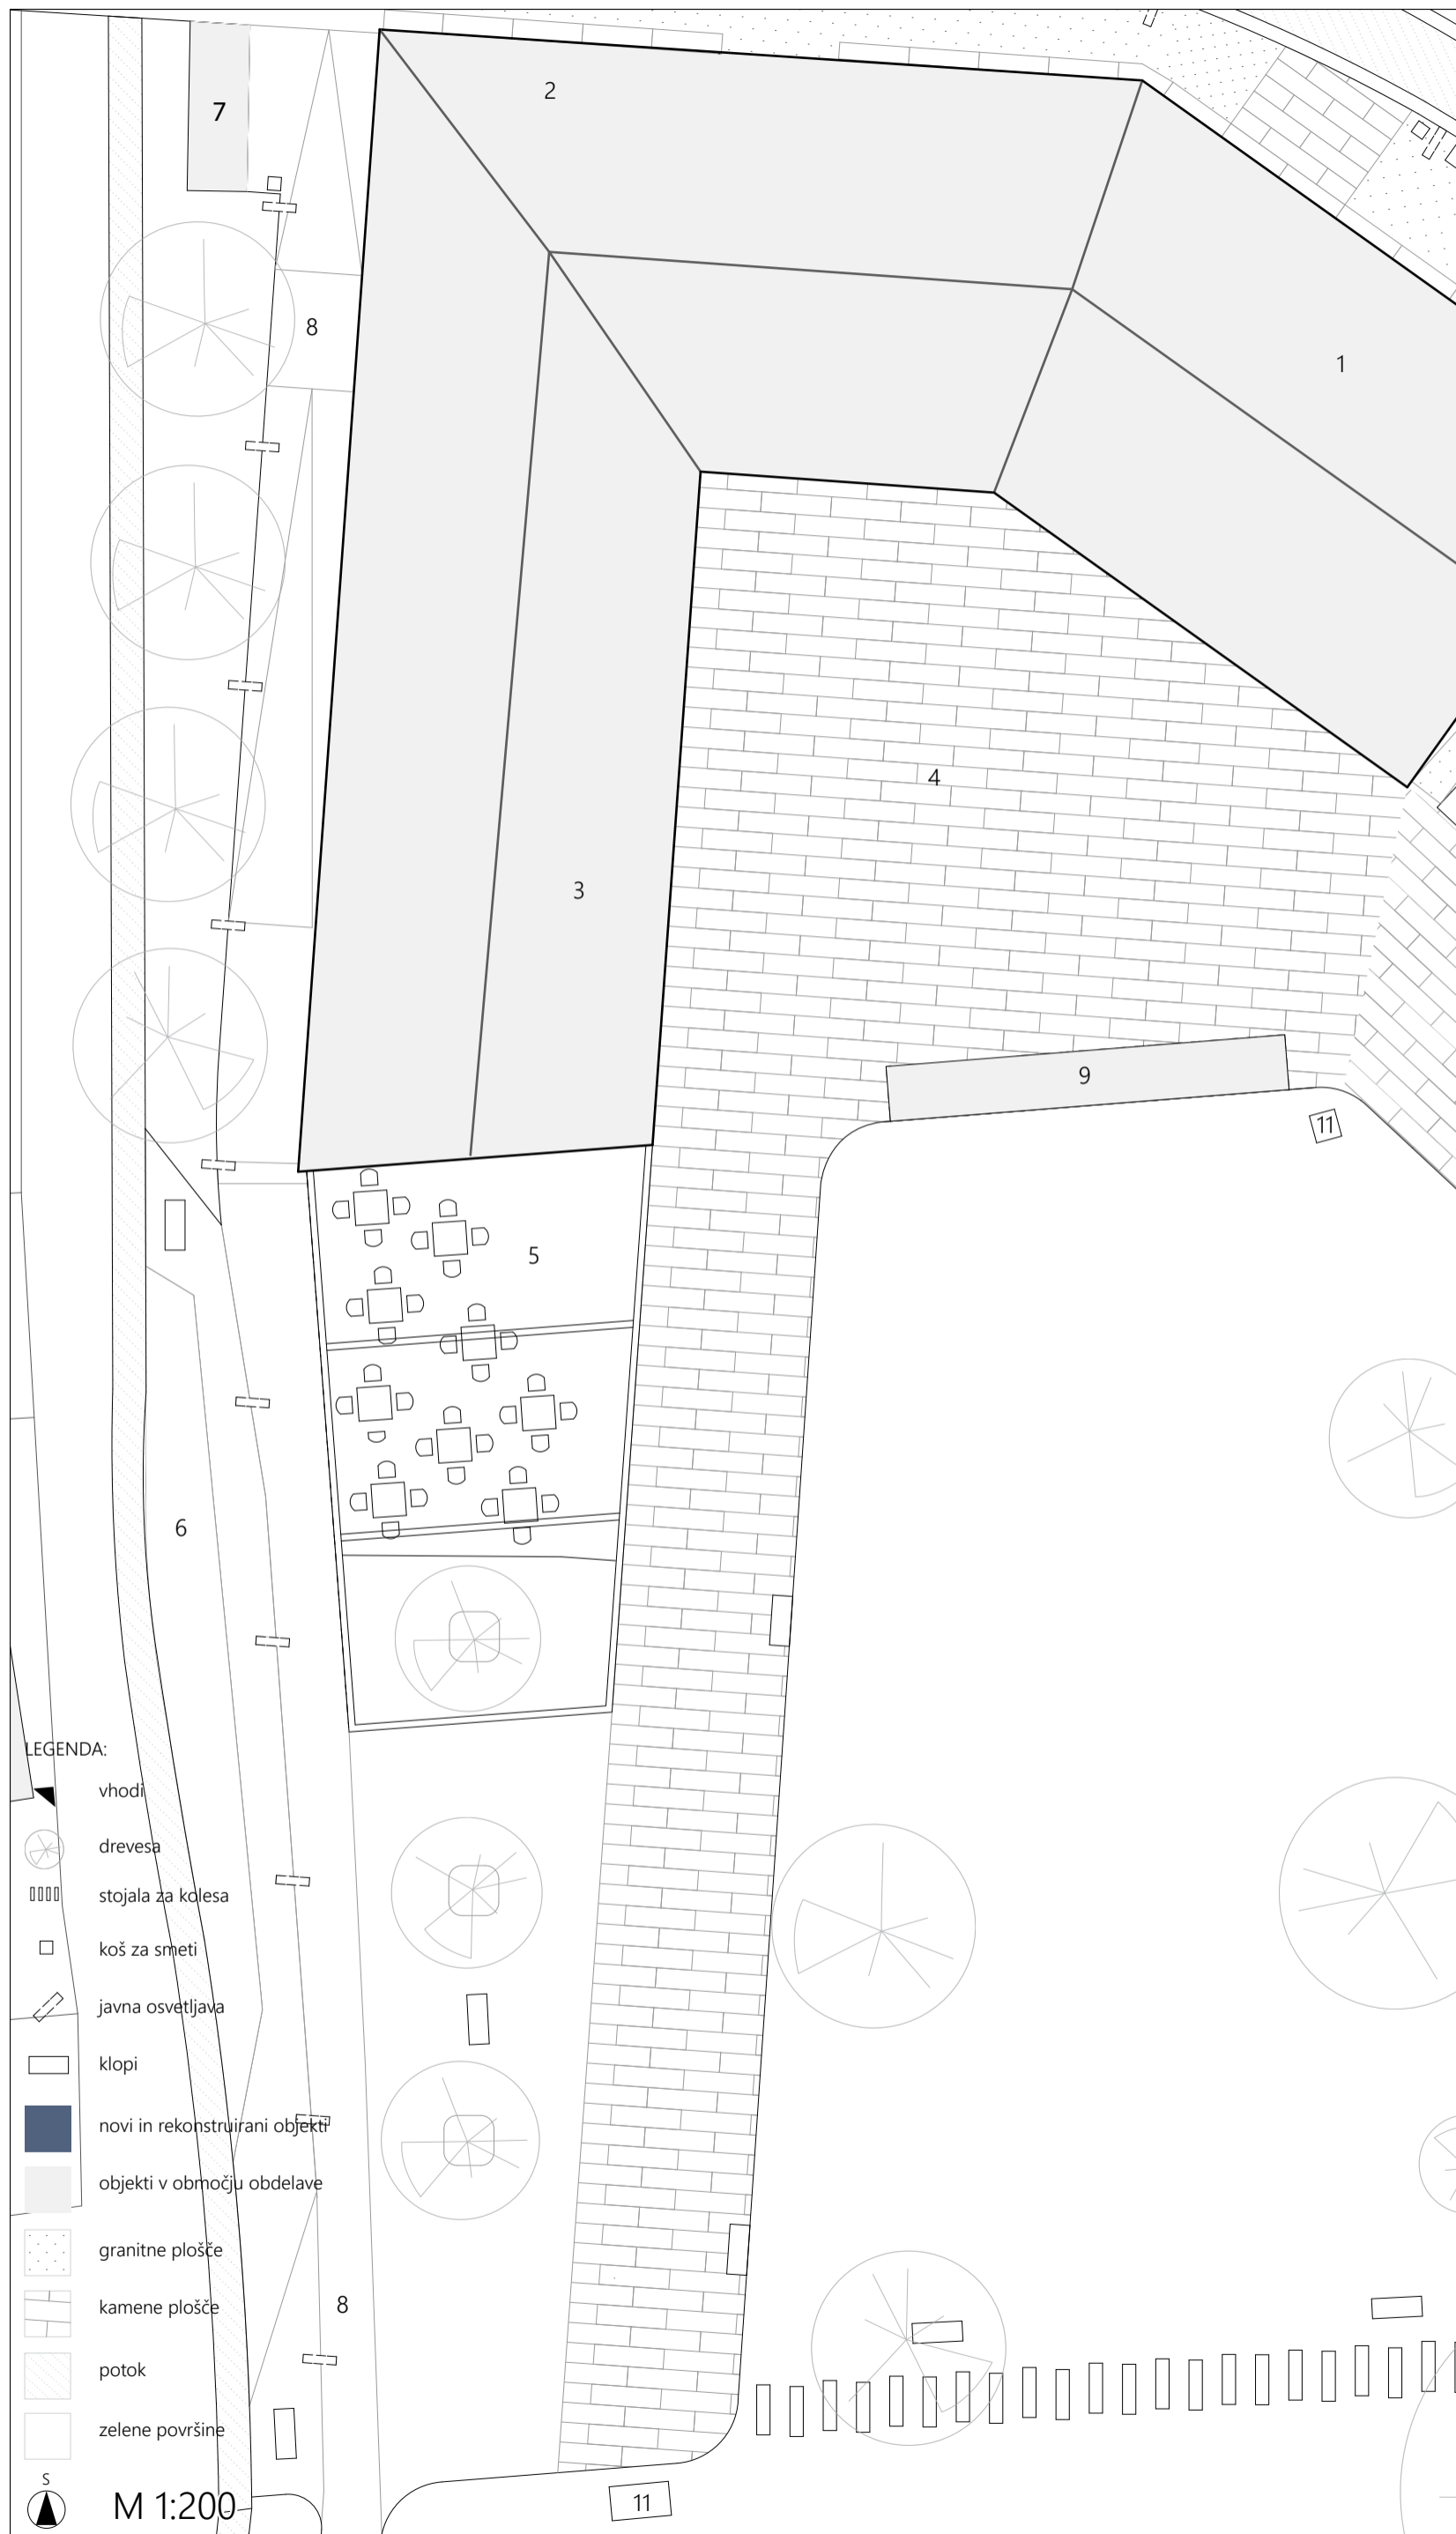 2
7
8
1
4
3
9
11
5
6
LEGENDA:
vhodi
drevesa
stojala za kolesa
koš za smeti
javna osvetljava
klopi
novi in rekonstruirani objekti
objekti v območju obdelave
granitne plošče
8
kamene plošče
potok
zelene površine
S
M 1:200
11